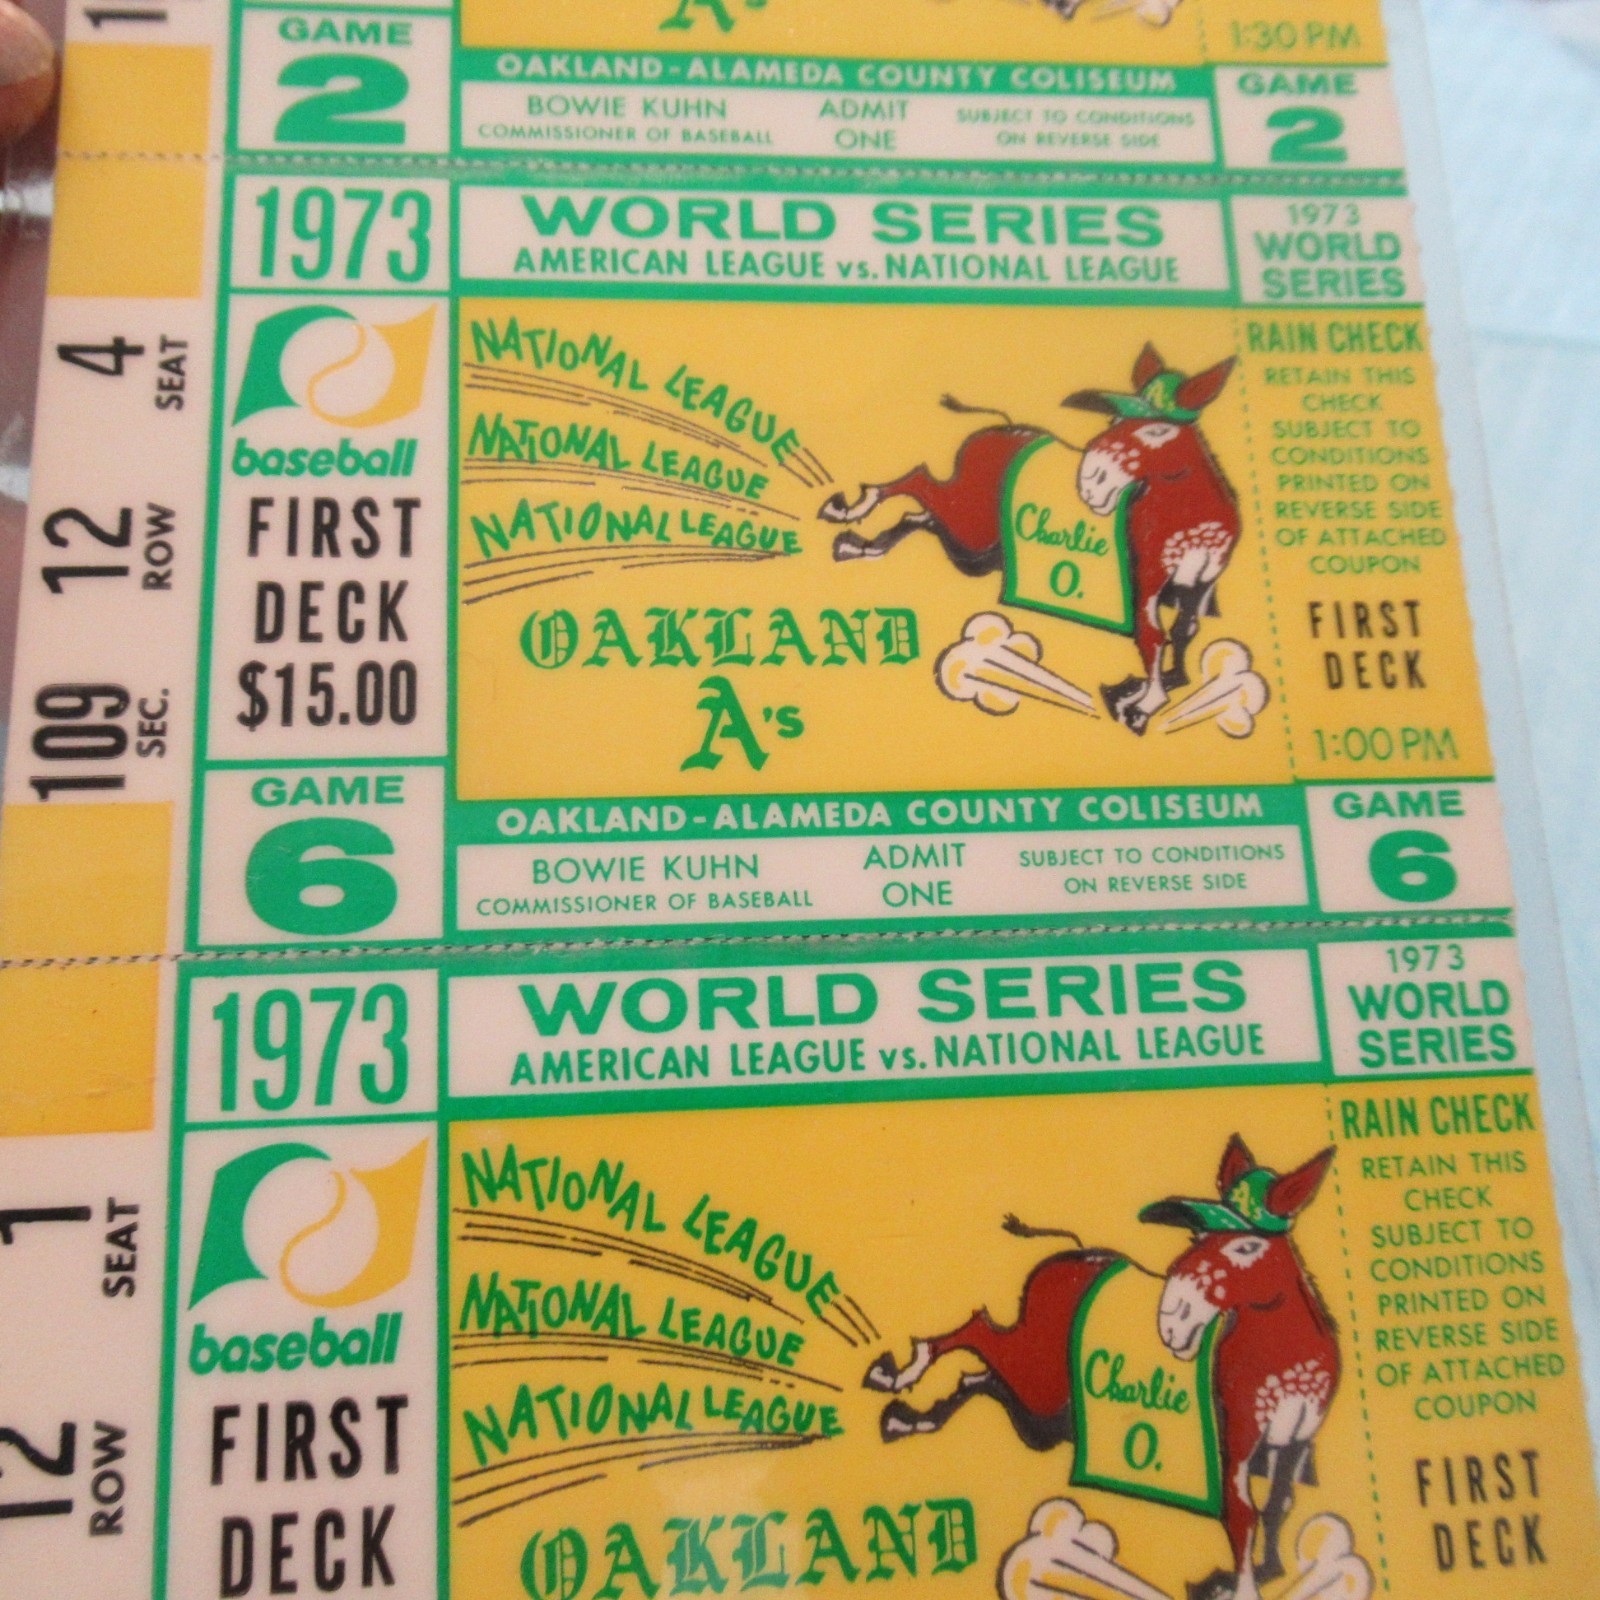 A's
1:30 PM
GAME
2
OAKLAND-ALAMEDA COUNTY COLISEUM
BOWIE KUHN
COMMISSIONER OF BASEBALL
ADMIT
ONE
SUBJECT TO CONDITIONS
ON REVERSE SIDE
GAME
2
4
SEAT
12
ROW
109
SEC.
1973
baseball
FIRST
DECK
$15.00
GAME
6
WORLD SERIES
AMERICAN LEAGUE vs. NATIONAL LEAGUE
NATIONAL LEAGUE
NATIONAL LEAGUE
NATIONAL LEAGUE
A's
Charlie
O.
OAKLAND
A's
OAKLAND-ALAMEDA COUNTY COLISEUM
BOWIE KUHN
COMMISSIONER OF BASEBALL
ADMIT
ONE
SUBJECT TO CONDITIONS
ON REVERSE SIDE
1973
WORLD
SERIES
RAIN CHECK
RETAIN THIS
CHECK
SUBJECT TO
CONDITIONS
PRINTED ON
REVERSE SIDE
OF ATTACHED
COUPON
FIRST
DECK
1:00 PM
GAME
6
1
SEAT
12
ROW
1973
baseball
FIRST
DECK
WORLD SERIES
AMERICAN LEAGUE vs. NATIONAL LEAGUE
NATIONAL LEAGUE
NATIONAL LEAGUE
NATIONAL LEAGUE
A's
Charlie
O.
OAKLAND
1973
WORLD
SERIES
RAIN CHECK
RETAIN THIS
CHECK
SUBJECT TO
CONDITIONS
PRINTED ON
REVERSE SIDE
OF ATTACHED
COUPON
FIRST
DECK